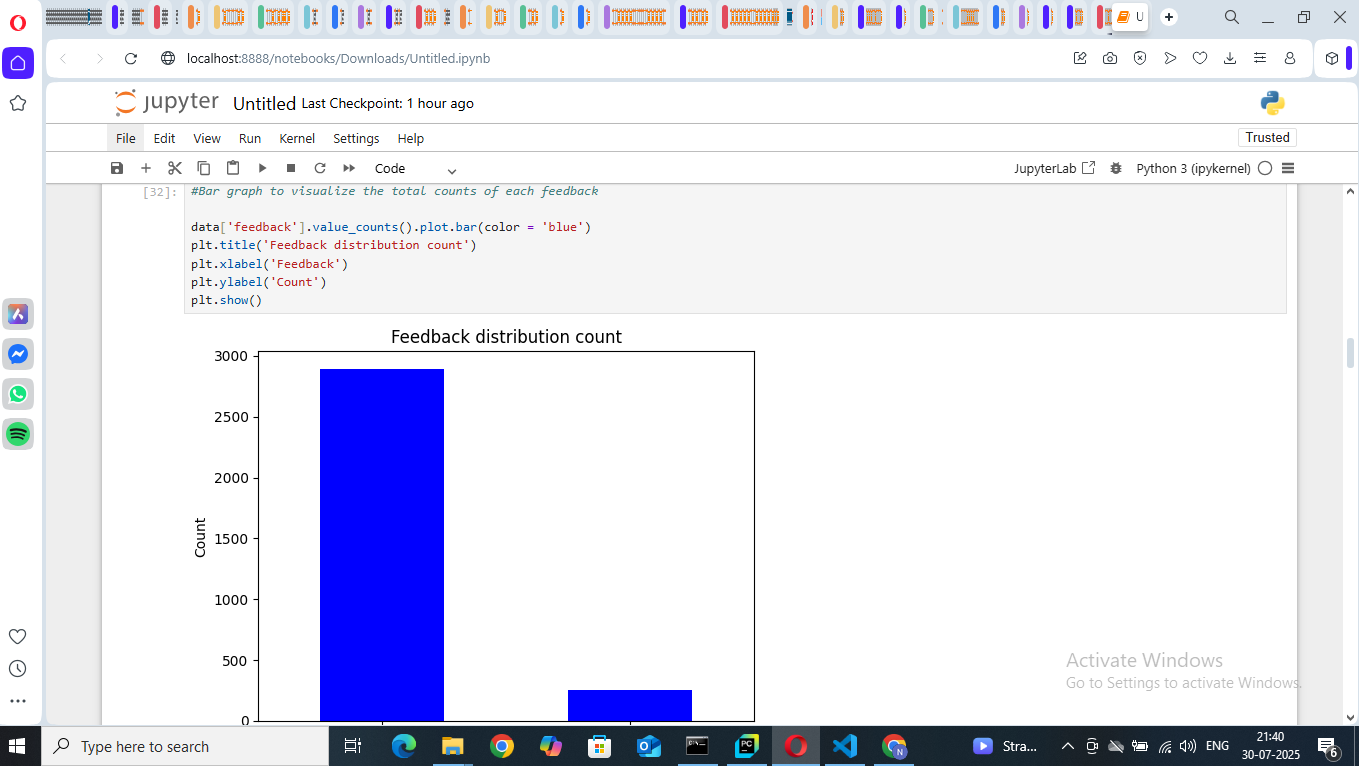 U
localhost:8888/notebooks/Downloads/Untitled.ipynb
jupyter Untitled Last Checkpoint: 1 hour ago
File Edit View Run Kernel Settings Help Trusted
Code JupyterLab Python 3 (ipykernel)
[32]: #Bar graph to visualize the total counts of each feedback
data['feedback'].value_counts().plot.bar(color = 'blue')
plt.title('Feedback distribution count')
plt.xlabel('Feedback')
plt.ylabel('Count')
plt.show()
Feedback distribution count
3000
2500
2000
1500
1000
500
0
Count
Activate Windows
Go to Settings to activate Windows.
Type here to search
PC
N
Stra...
ENG
21:40
30-07-2025
6